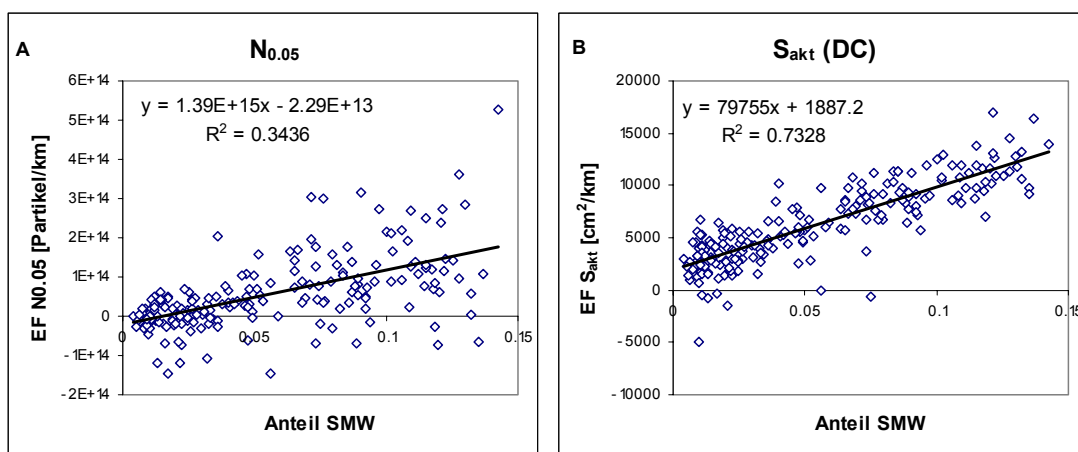 A
N0.05
y = 1.39E+15x - 2.29E+13
R2 = 0.3436
EF N0.05 [Partikel/km]
6E+14
5E+14
4E+14
3E+14
2E+14
1E+14
0
-1E+14
-2E+14
0 0.05 0.1 0.15
Anteil SMW
B
Sakt (DC)
y = 79755x + 1887.2
R2 = 0.7328
EF Sakt [cm2/km]
20000
15000
10000
5000
0
-5000
-10000
0 0.05 0.1 0.15
Anteil SMW